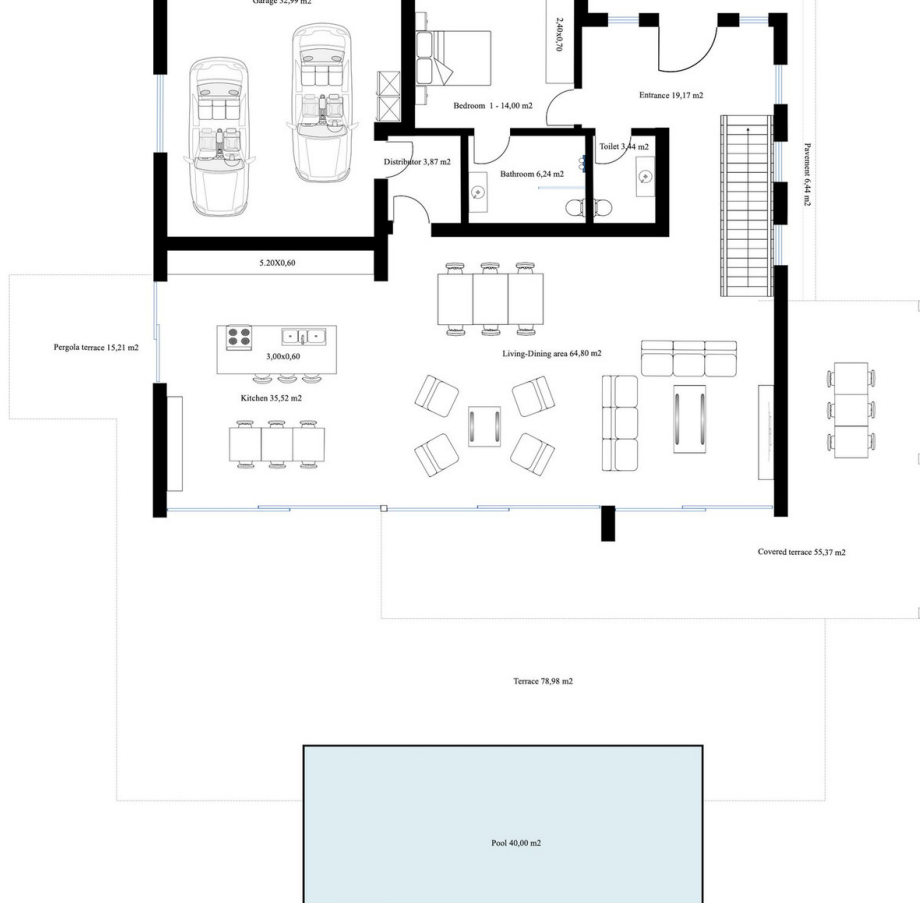 Garage 32,99 m2
2,40x0,70
Bedroom 1 - 14,00 m2
Entrance 19,17 m2
Distributor 3,87 m2
Bathroom 6,24 m2
Toilet 3,44 m2
Pavement 6,44 m2
5.20X0,60
Pergola terrace 15,21 m2
3,00x0,60
Living-Dining area 64,80 m2
Kitchen 35,52 m2
Covered terrace 55,37 m2
Terrace 78,98 m2
Pool 40,00 m2